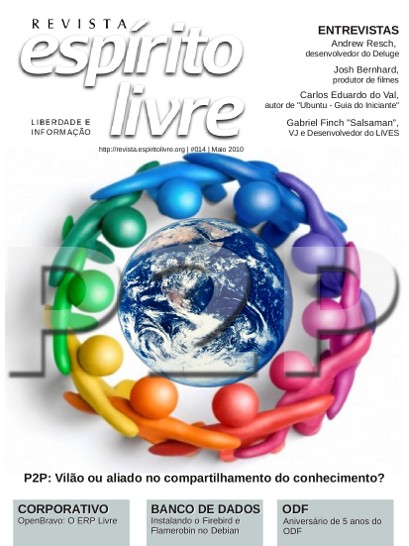 REVISTA
espírito
livre
LIBERDADE E
INFORMAÇÃO
http://revista.espiritolivre.org | #014 | Maio 2010
ENTREVISTAS
Andrew Resch,
desenvolvedor do Deluge
Josh Bernhard,
produtor de filmes
Carlos Eduardo do Val,
autor de "Ubuntu - Guia do Iniciante"
Gabriel Finch "Salsaman",
VJ e Desenvolvedor do LiVES
P2P
P2P: Vilão ou aliado no compartilhamento do conhecimento?
CORPORATIVO
OpenBravo: O ERP Livre
BANCO DE DADOS
Instalando o Firebird e
Flamerobin no Debian
ODF
Aniversário de 5 anos do
ODF